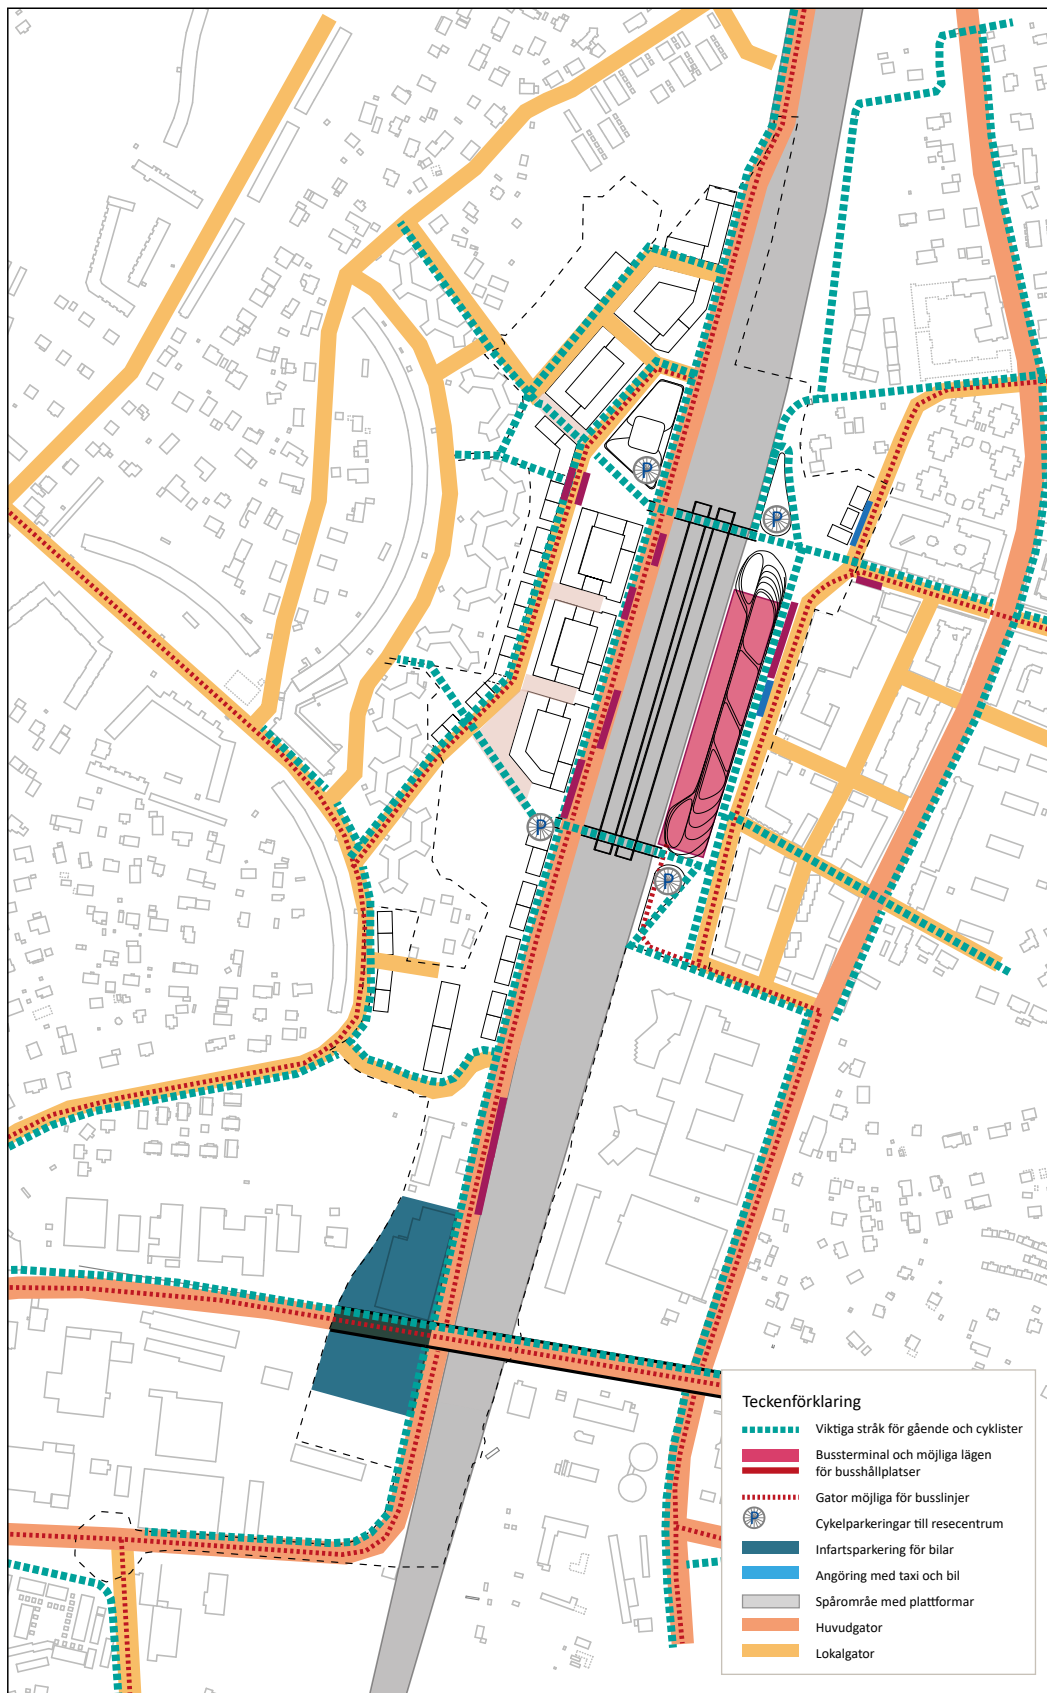 P
P
P
P
Teckenförklaring
Viktiga stråk för gående och cyklister
Bussterminal och möjliga lägen
för busshållplatser
Gator möjliga för busslinjer
P
Cykelparkeringar till resecentrum
Infartsparkering för bilar
Angöring med taxi och bil
Spårområe med plattformar
Huvudgator
Lokalgator